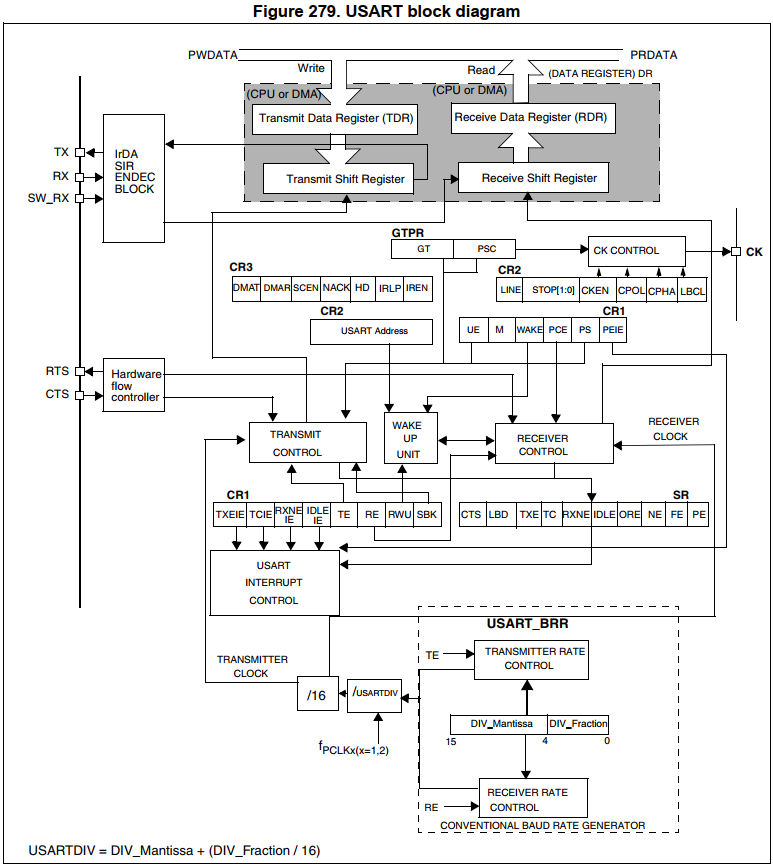 Figure 279. USART block diagram
PWDATA
PRDATA
Write
Read
(DATA REGISTER) DR
(CPU or DMA)
(CPU or DMA)
Transmit Data Register (TDR)
Receive Data Register (RDR)
TX
RX
SW_RX
IrDA
SIR
ENDEC
BLOCK
Transmit Shift Register
Receive Shift Register
GTPR
GT
PSC
CK CONTROL
CK
CR3
DMAT DMAR SCEN NACK HD IRLP IREN
CR2
LINE STOP[1:0] CKEN CPOL CPHA LBCL
CR2
USART Address
CR1
UE M WAKE PCE PS PEIE
RTS
CTS
Hardware
flow
controller
TRANSMIT
CONTROL
WAKE
UP
UNIT
RECEIVER
CONTROL
RECEIVER
CLOCK
CR1
TXEIE TCIE RXNE IE IDLE IE TE RE RWU SBK
SR
CTS LBD TXE TC RXNE IDLE ORE NE FE PE
USART
INTERRUPT
CONTROL
USART_BRR
TE
TRANSMITTER RATE
CONTROL
TRANSMITTER
CLOCK
/16
/USARTDIV
fPCLKx(x=1,2)
DIV_Mantissa
DIV_Fraction
15
4
0
RE
RECEIVER RATE
CONTROL
CONVENTIONAL BAUD RATE GENERATOR
USARTDIV = DIV_Mantissa + (DIV_Fraction / 16)